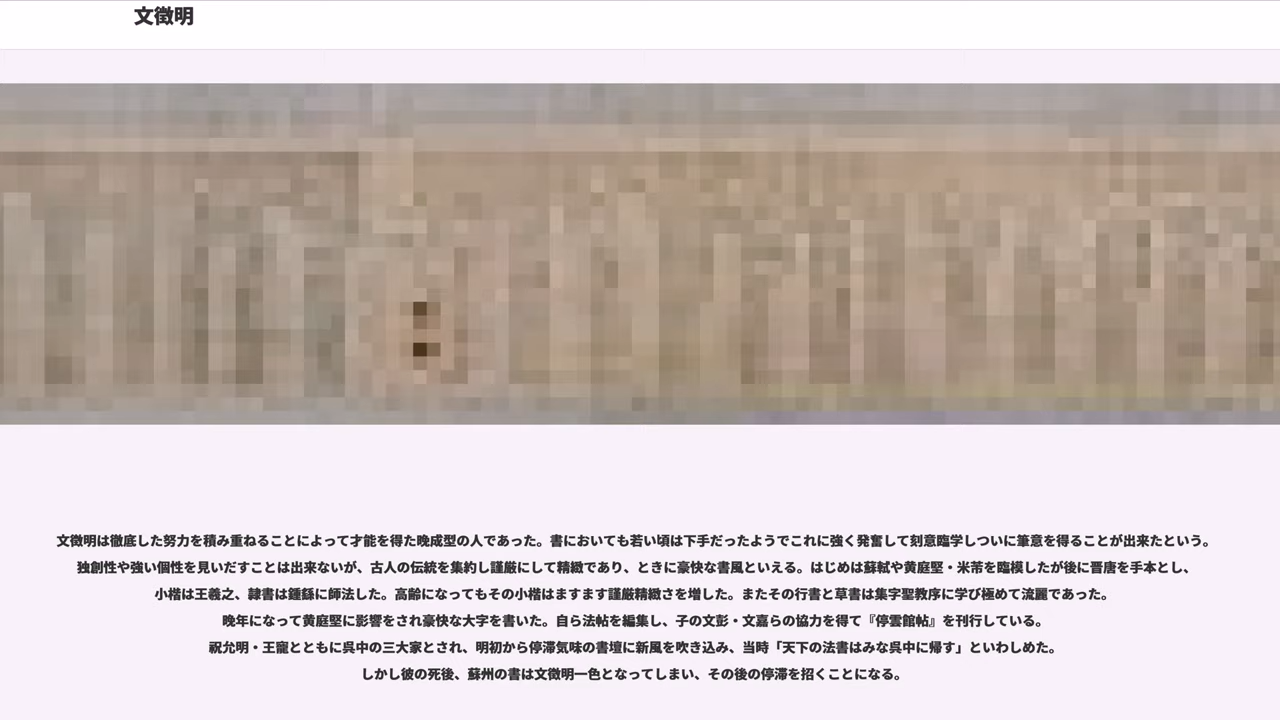 文徴明
文徴明は徹底した努力を積み重ねることによって才能を得た晩成型の人であった。書においても若い頃は下手だったようでこれに強く発奮して刻意臨学しついに筆意を得ることが出来たという。
独創性や強い個性を見いだすことは出来ないが、古人の伝統を集約し謹厳にして精緻であり、ときに豪快な書風といえる。はじめは蘇軾や黄庭堅・米芾を臨模したが後に晋唐を手本とし、
小楷は王羲之、隷書は鍾繇に師法した。高齢になってもその小楷はますます謹厳精緻さを増した。またその行書と草書は集字聖教序に学び極めて流麗であった。
晩年になって黄庭堅に影響をされ豪快な大字を書いた。自ら法帖を編集し、子の文彭・文嘉らの協力を得て『停雲館帖』を刊行している。
祝允明・王寵とともに呉中の三大家とされ、明初から停滞気味の書壇に新風を吹き込み、当時「天下の法書はみな呉中に帰す」といわしめた。
しかし彼の死後、蘇州の書は文徴明一色となってしまい、その後の停滞を招くことになる。